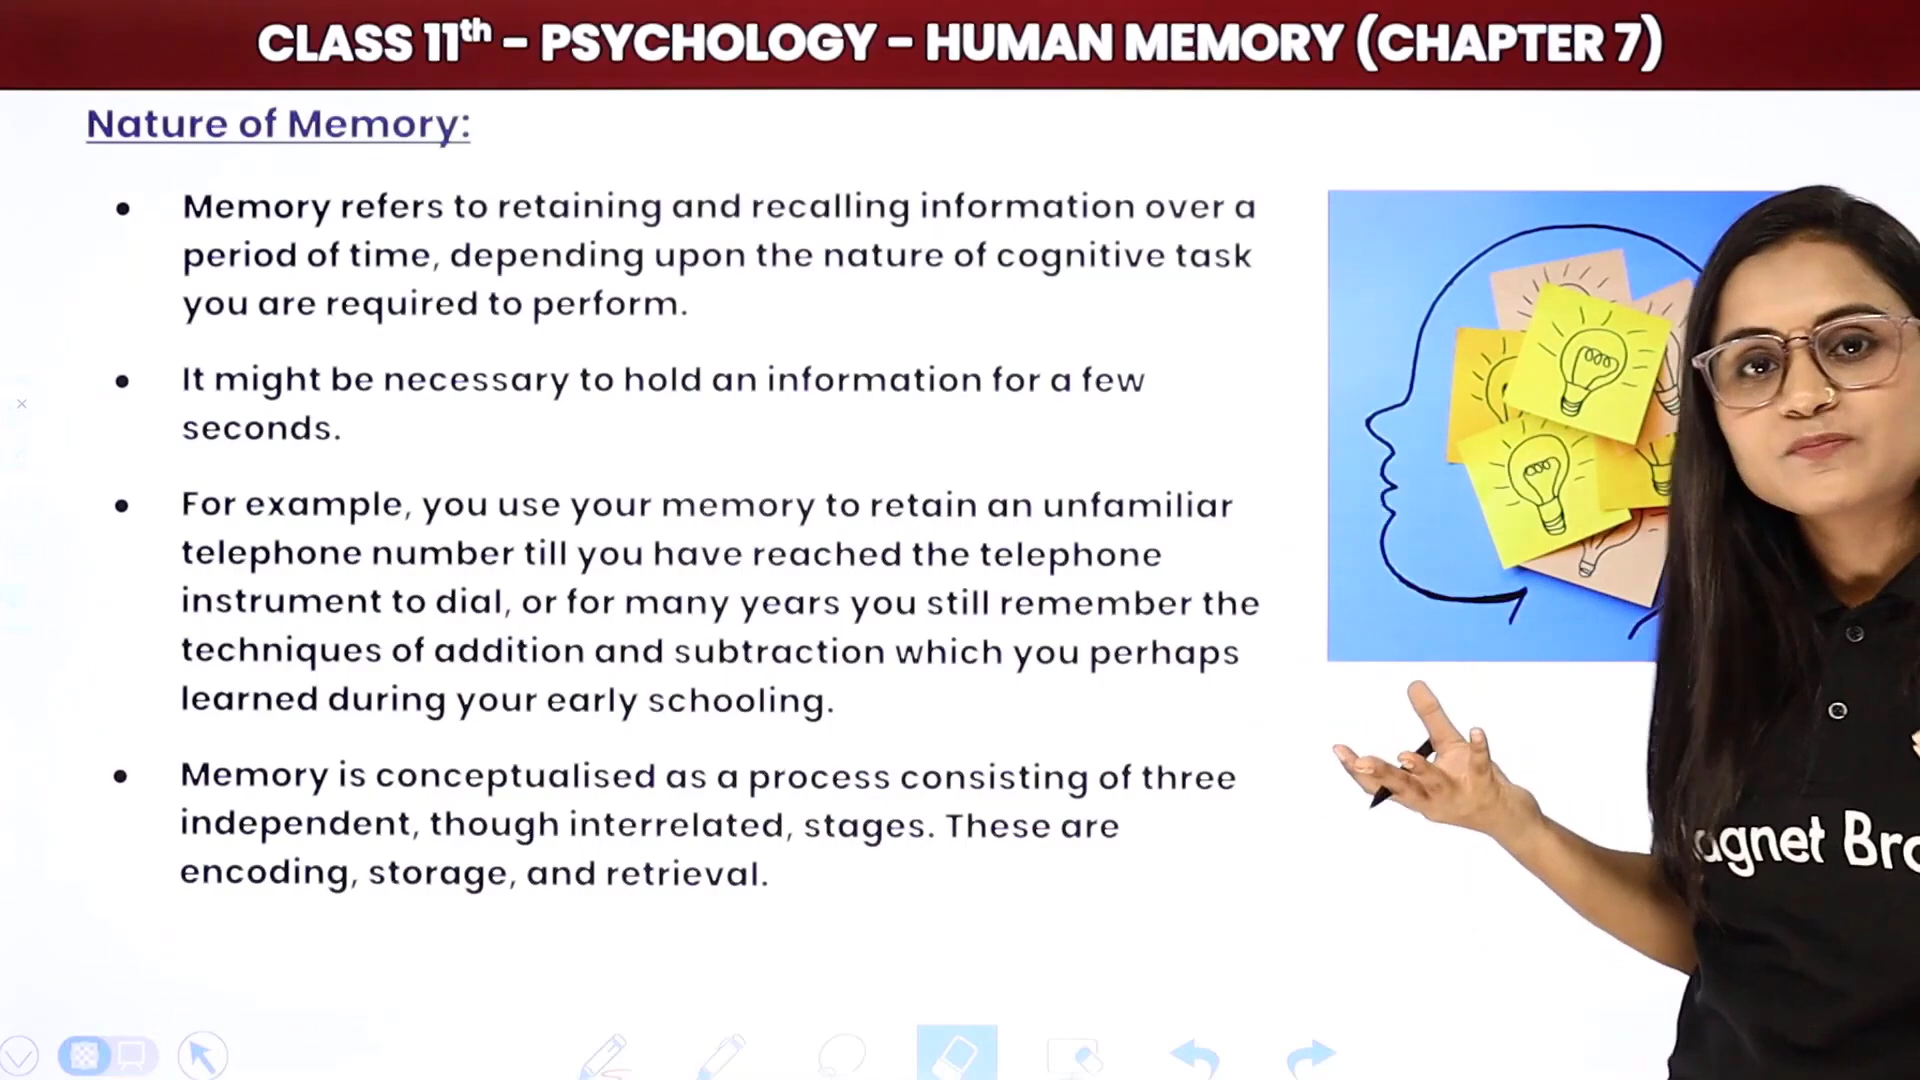 CLASS 11th - PSYCHOLOGY - HUMAN MEMORY (CHAPTER 7)
Nature of Memory:
• Memory refers to retaining and recalling information over a
period of time, depending upon the nature of cognitive task
you are required to perform.
• It might be necessary to hold an information for a few
seconds.
• For example, you use your memory to retain an unfamiliar
telephone number till you have reached the telephone
instrument to dial, or for many years you still remember the
techniques of addition and subtraction which you perhaps
learned during your early schooling.
• Memory is conceptualised as a process consisting of three
independent, though interrelated, stages. These are
encoding, storage, and retrieval.
agnet Bro